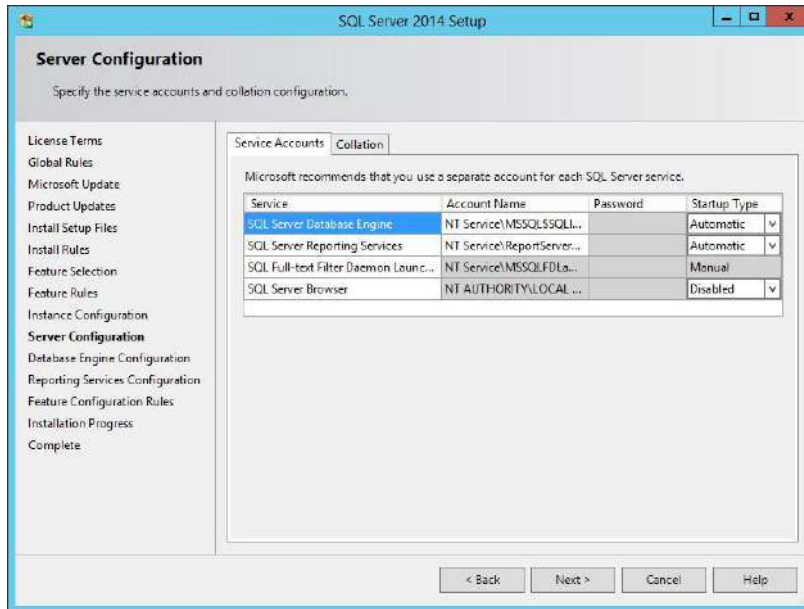 SQL Server 2014 Setup
Server Configuration
Specify the service accounts and collation configuration.
License Terms
Global Rules
Microsoft Update
Product Updates
Install Setup Files
Install Rules
Feature Selection
Feature Rules
Instance Configuration
Server Configuration
Database Engine Configuration
Reporting Services Configuration
Feature Configuration Rules
Installation Progress
Complete
Service Accounts Collation
Microsoft recommends that you use a separate account for each SQL Server service.
Service Account Name Password Startup Type
SQL Server Database Engine NT Service\MSSQL$SQLI... Automatic
SQL Server Reporting Services NT Service\ReportServer... Automatic
SQL Full-text Filter Daemon Launc... NT Service\MSSQLFDLa... Manual
SQL Server Browser NT AUTHORITY\LOCAL ... Disabled
< Back Next > Cancel Help